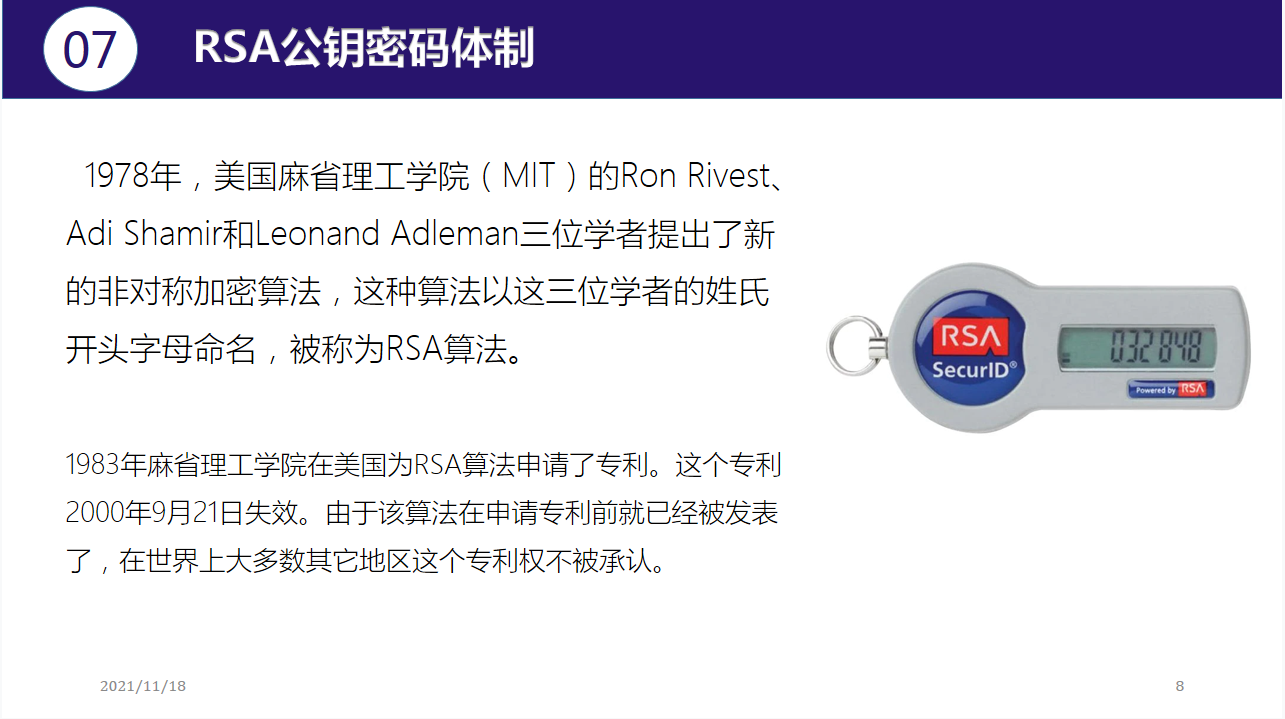 07
RSA公钥密码体制
1978年，美国麻省理工学院（MIT）的Ron Rivest、
Adi Shamir和Leonand Adleman三位学者提出了新
的非对称加密算法，这种算法以这三位学者的姓氏
开头字母命名，被称为RSA算法。
RSA
SecurID®
032848
Powered by RSA
1983年麻省理工学院在美国为RSA算法申请了专利。这个专利
2000年9月21日失效。由于该算法在申请专利前就已经被发表
了，在世界上大多数其它地区这个专利权不被承认。
2021/11/18
8